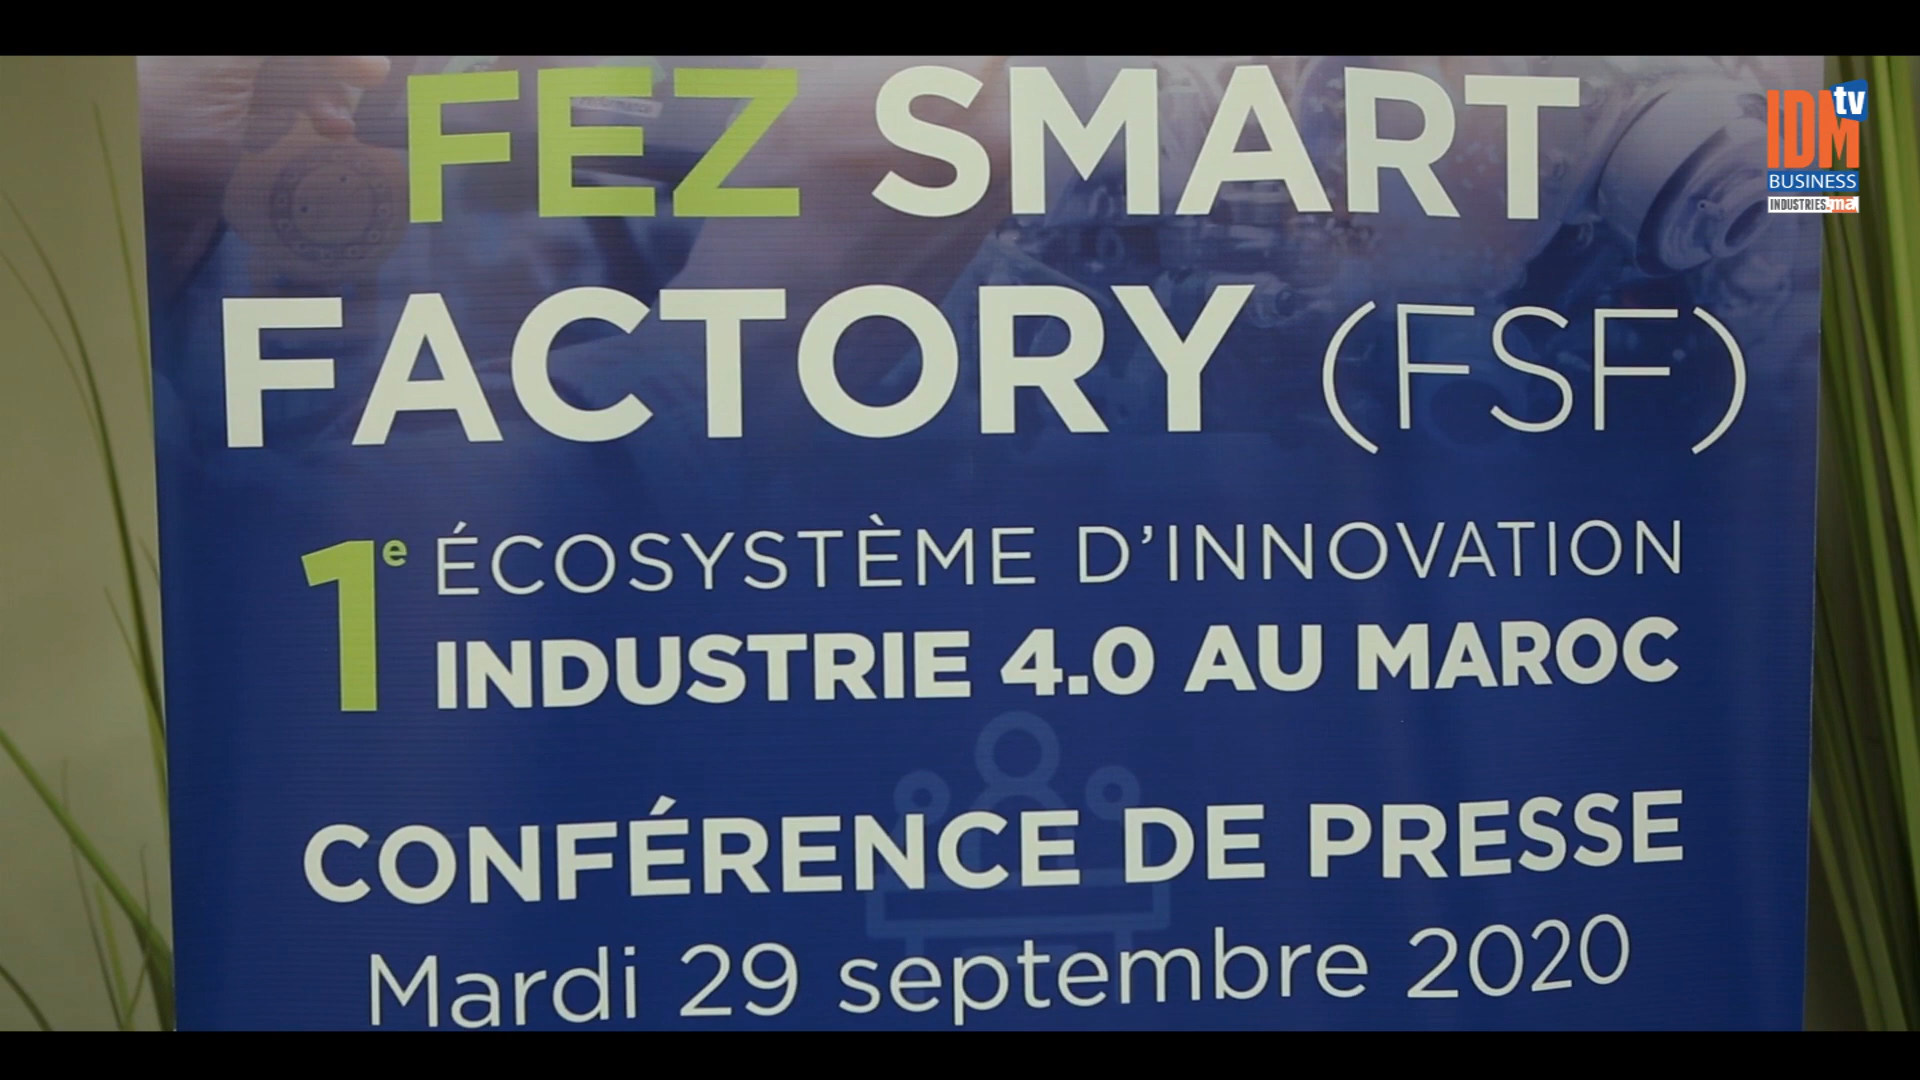 FEZ SMART
FACTORY (FSF)
1e ÉCOSYSTÈME D'INNOVATION
INDUSTRIE 4.0 AU MAROC
CONFÉRENCE DE PRESSE
Mardi 29 septembre 2020
IDM tv
BUSINESS
INDUSTRIES.ma